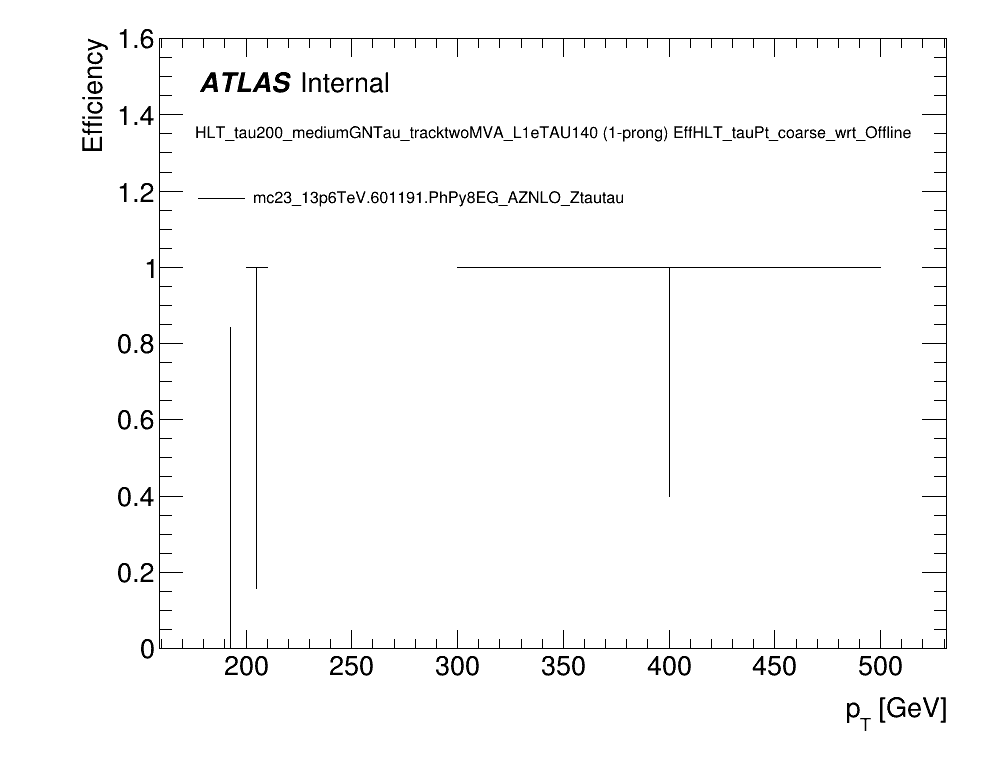 Efficiency
1.6
1.4
1.2
1
0.8
0.6
0.4
0.2
0
ATLAS Internal
HLT_tau200_mediumGNTau_tracktwoMVA_L1eTAU140 (1-prong) EffHLT_tauPt_coarse_wrt_Offline
mc23_13p6TeV.601191.PhPy8EG_AZNLO_Ztautau
200 250 300 350 400 450 500
p_T [GeV]